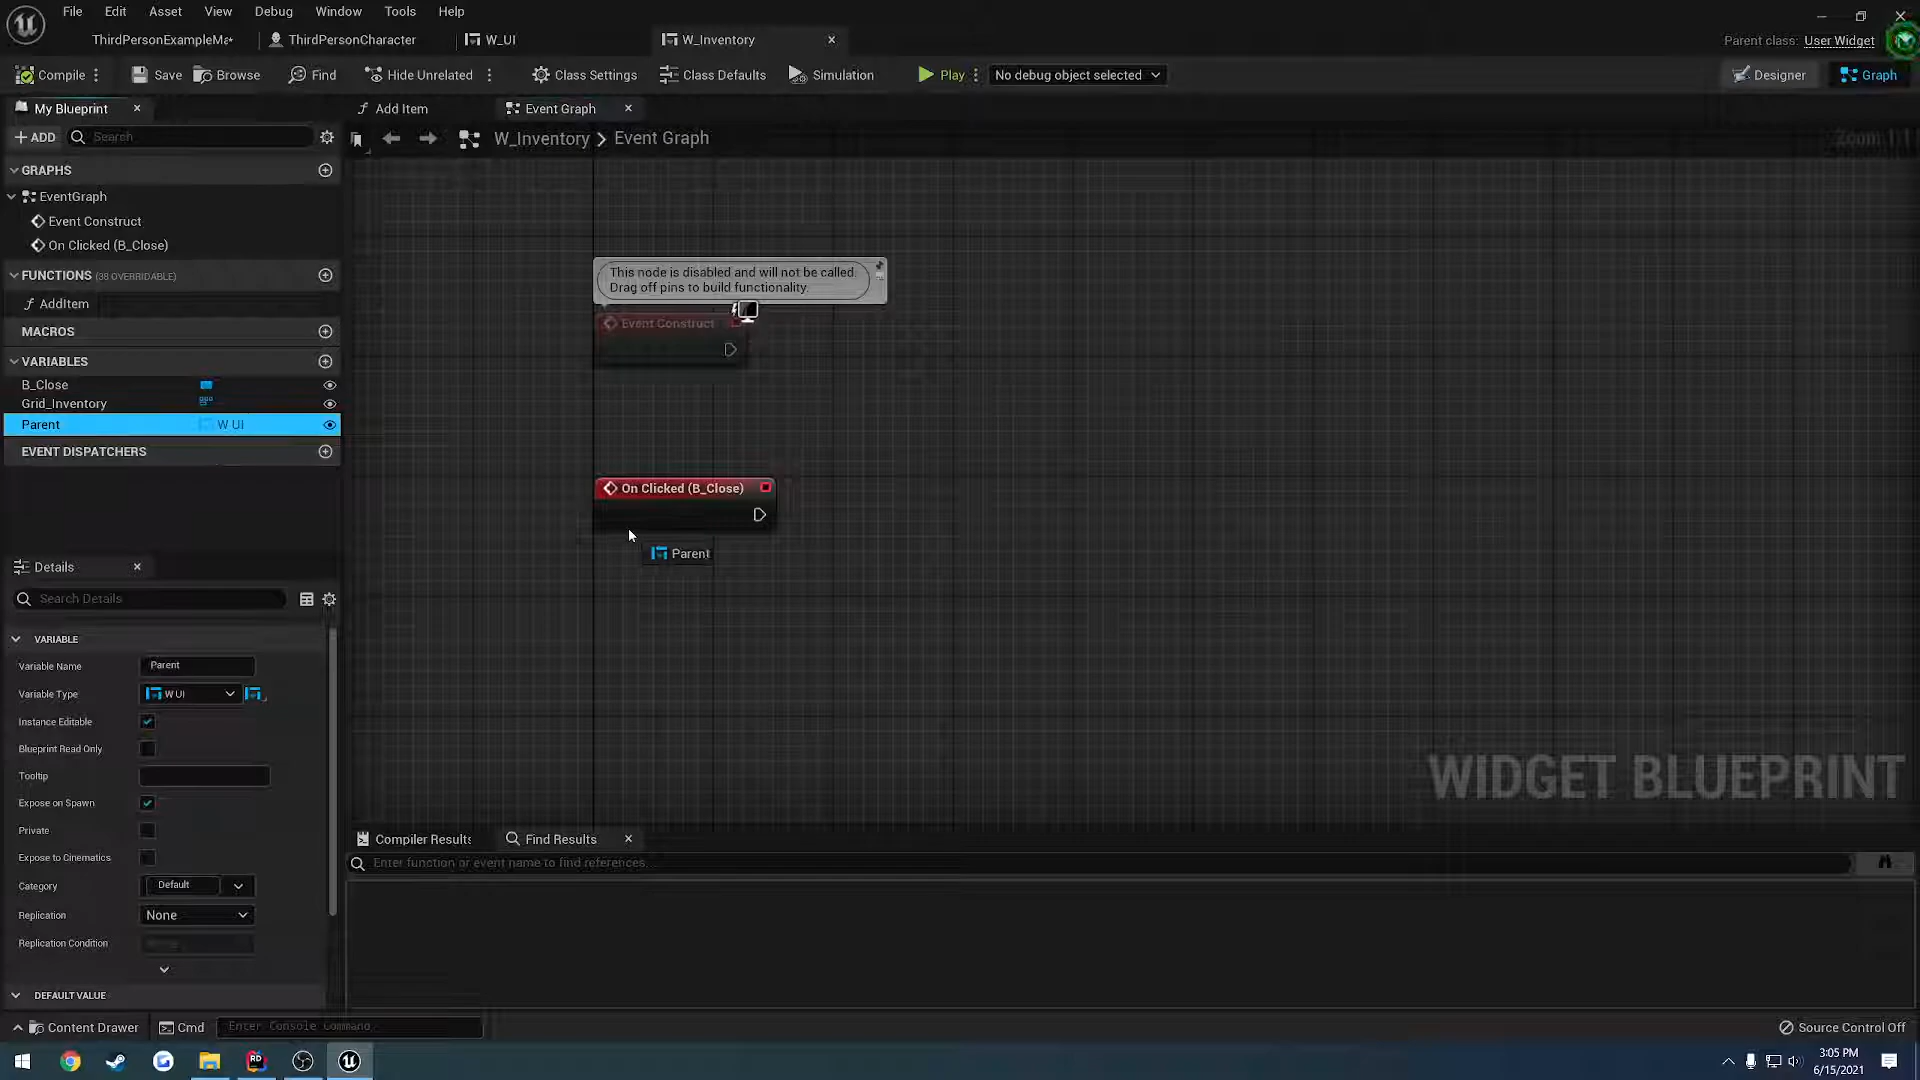 File Edit Asset View Debug Window Tools Help
ThirdPersonExampleMa*
ThirdPersonCharacter
W_UI
W_Inventory
Parent class: User Widget
Compile
Save
Browse
Find
Hide Unrelated
Class Settings
Class Defaults
Simulation
Play
No debug object selected
Designer
Graph
My Blueprint
Add Item
Event Graph
ADD
Search
W_Inventory > Event Graph
Zoom 1:1
GRAPHS
EventGraph
Event Construct
On Clicked (B_Close)
FUNCTIONS (38 OVERRIDABLE)
AddItem
MACROS
VARIABLES
B_Close
Grid_Inventory
Parent W UI
EVENT DISPATCHERS
This node is disabled and will not be called.
Drag off pins to build functionality.
Event Construct
On Clicked (B_Close)
Parent
WIDGET BLUEPRINT
Details
Search Details
VARIABLE
Variable Name Parent
Variable Type W UI
Instance Editable
Blueprint Read Only
Tooltip
Expose on Spawn
Private
Expose to Cinematics
Category Default
Replication None
Replication Condition
DEFAULT VALUE
Compiler Results
Find Results
Enter function or event name to find references...
Content Drawer
Cmd
Enter Console Command
Source Control Off
RD
3:05 PM
6/15/2021